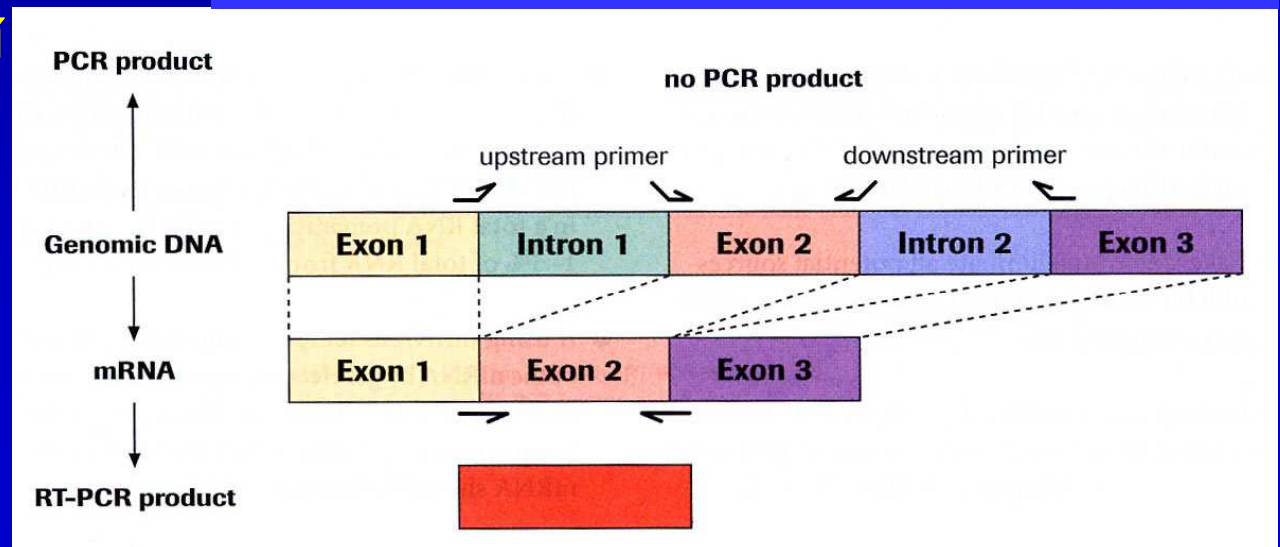 PCR product
no PCR product
upstream primer
downstream primer
Genomic DNA
Exon 1
Intron 1
Exon 2
Intron 2
Exon 3
mRNA
Exon 1
Exon 2
Exon 3
RT-PCR product